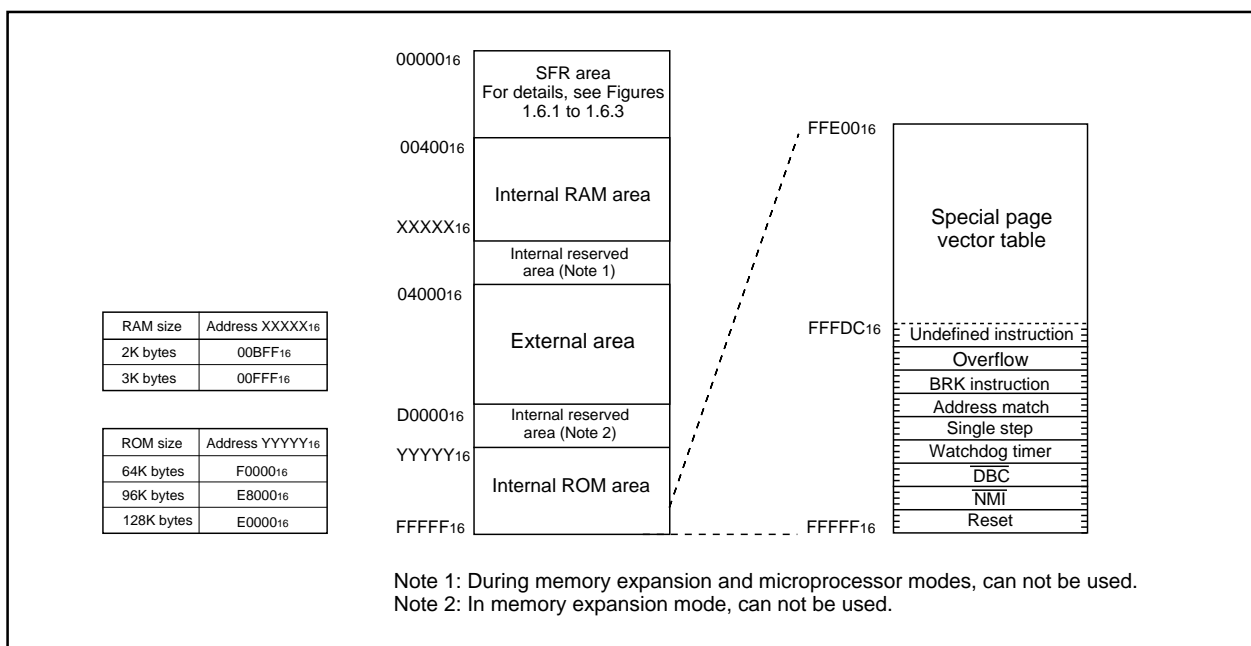 0000016
SFR area
For details, see Figures
1.6.1 to 1.6.3
0040016
Internal RAM area
XXXXX16
Internal reserved
area (Note 1)
0400016
External area
D000016
Internal reserved
area (Note 2)
YYYYY16
Internal ROM area
FFFFF16
RAM size Address XXXXX16
2K bytes 00BFF16
3K bytes 00FFF16
ROM size Address YYYYY16
64K bytes F000016
96K bytes E800016
128K bytes E000016
FFE0016
Special page
vector table
FFFDC16
Undefined instruction
Overflow
BRK instruction
Address match
Single step
Watchdog timer
DBC
NMI
Reset
FFFFF16
Note 1: During memory expansion and microprocessor modes, can not be used.
Note 2: In memory expansion mode, can not be used.